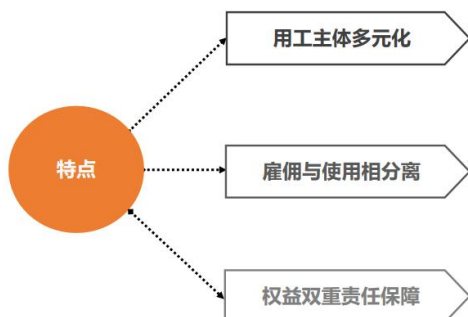 用工主体多元化
特点
雇佣与使用相分离
权益双重责任保障